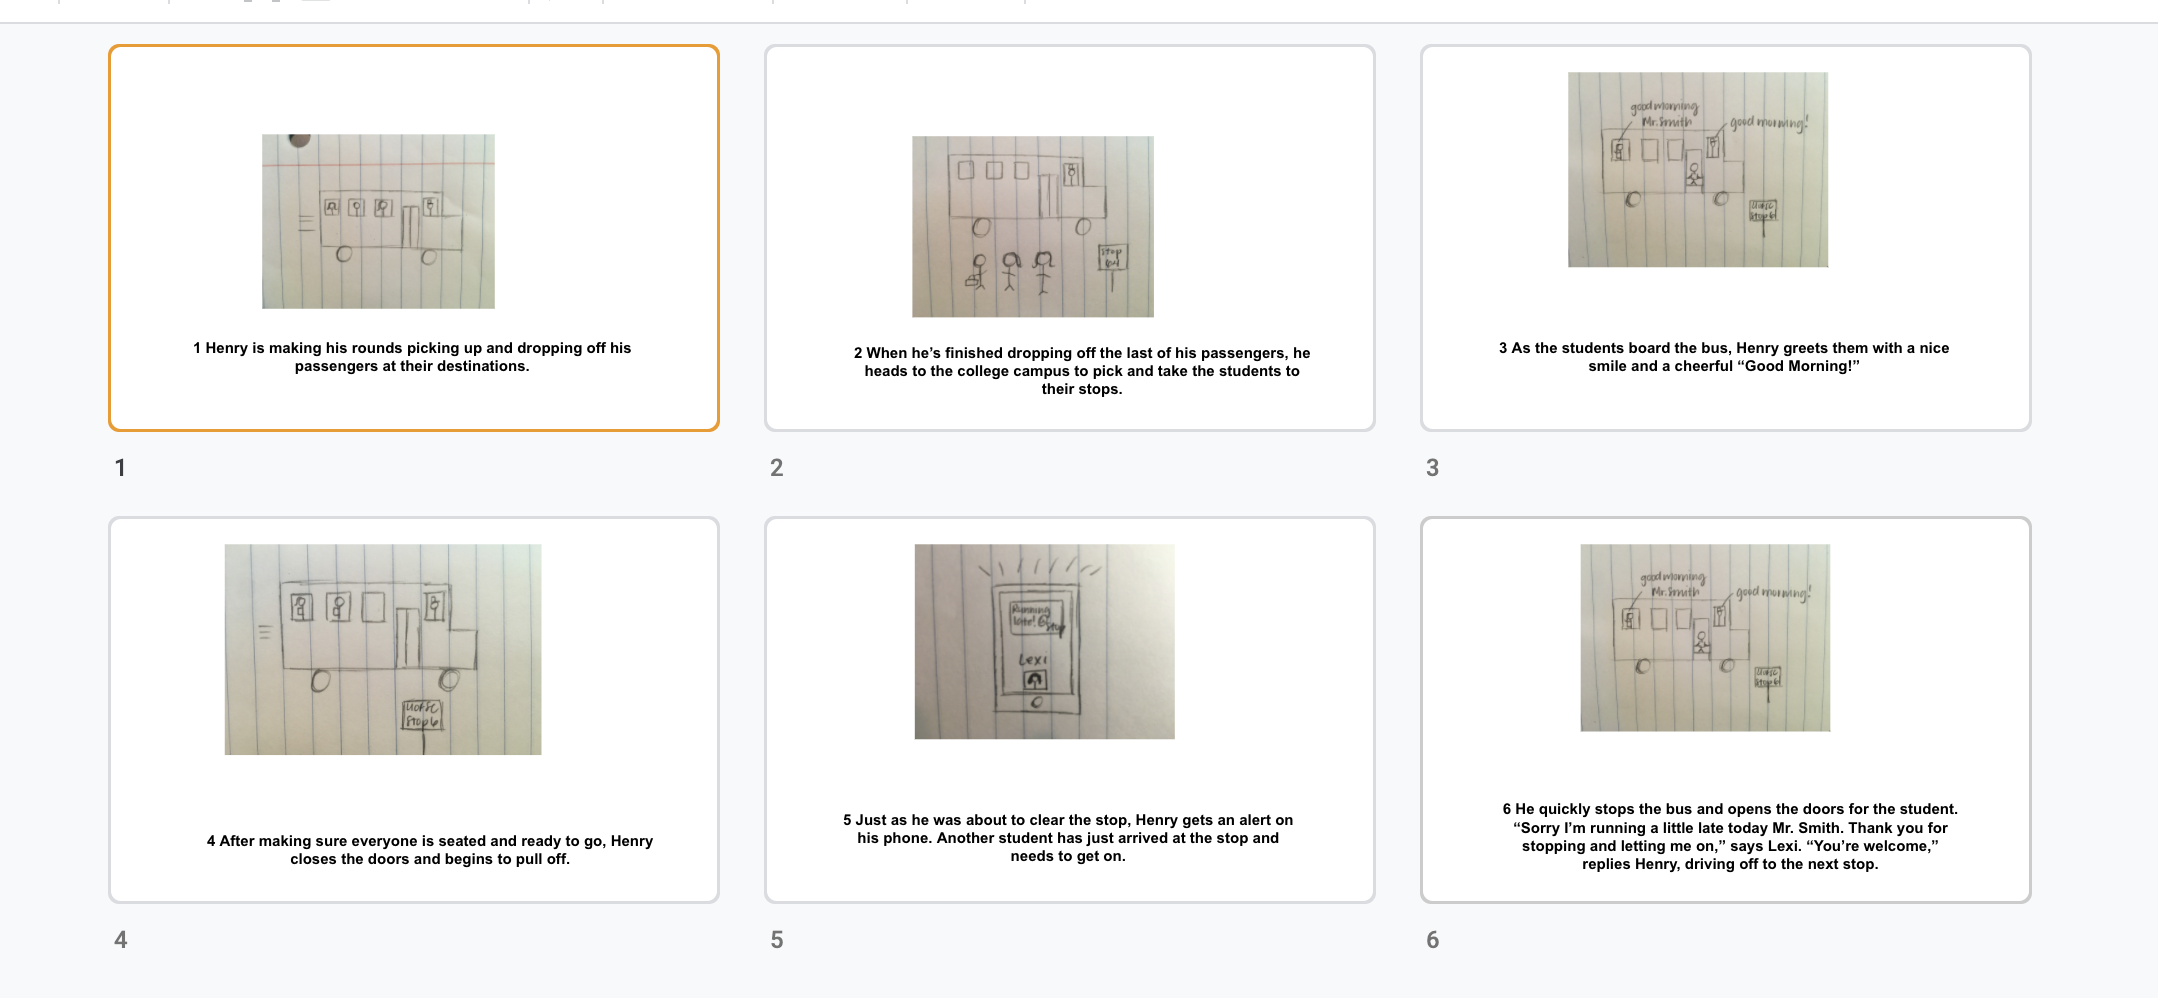 good morning
Mr. Smith
good morning!
Stop
UofSC
Stop 6
1 Henry is making his rounds picking up and dropping off his
passengers at their destinations.
2 When he’s finished dropping off the last of his passengers, he
heads to the college campus to pick and take the students to
their stops.
3 As the students board the bus, Henry greets them with a nice
smile and a cheerful “Good Morning!”
1
2
3
UofSC
Stop 6
4 After making sure everyone is seated and ready to go, Henry
closes the doors and begins to pull off.
Running
late!
Stop
Lexi
5 Just as he was about to clear the stop, Henry gets an alert on
his phone. Another student has just arrived at the stop and
needs to get on.
good morning
Mr. Smith
good morning!
UofSC
Stop 6
6 He quickly stops the bus and opens the doors for the student.
“Sorry I’m running a little late today Mr. Smith. Thank you for
stopping and letting me on,” says Lexi. “You’re welcome,”
replies Henry, driving off to the next stop.
4
5
6